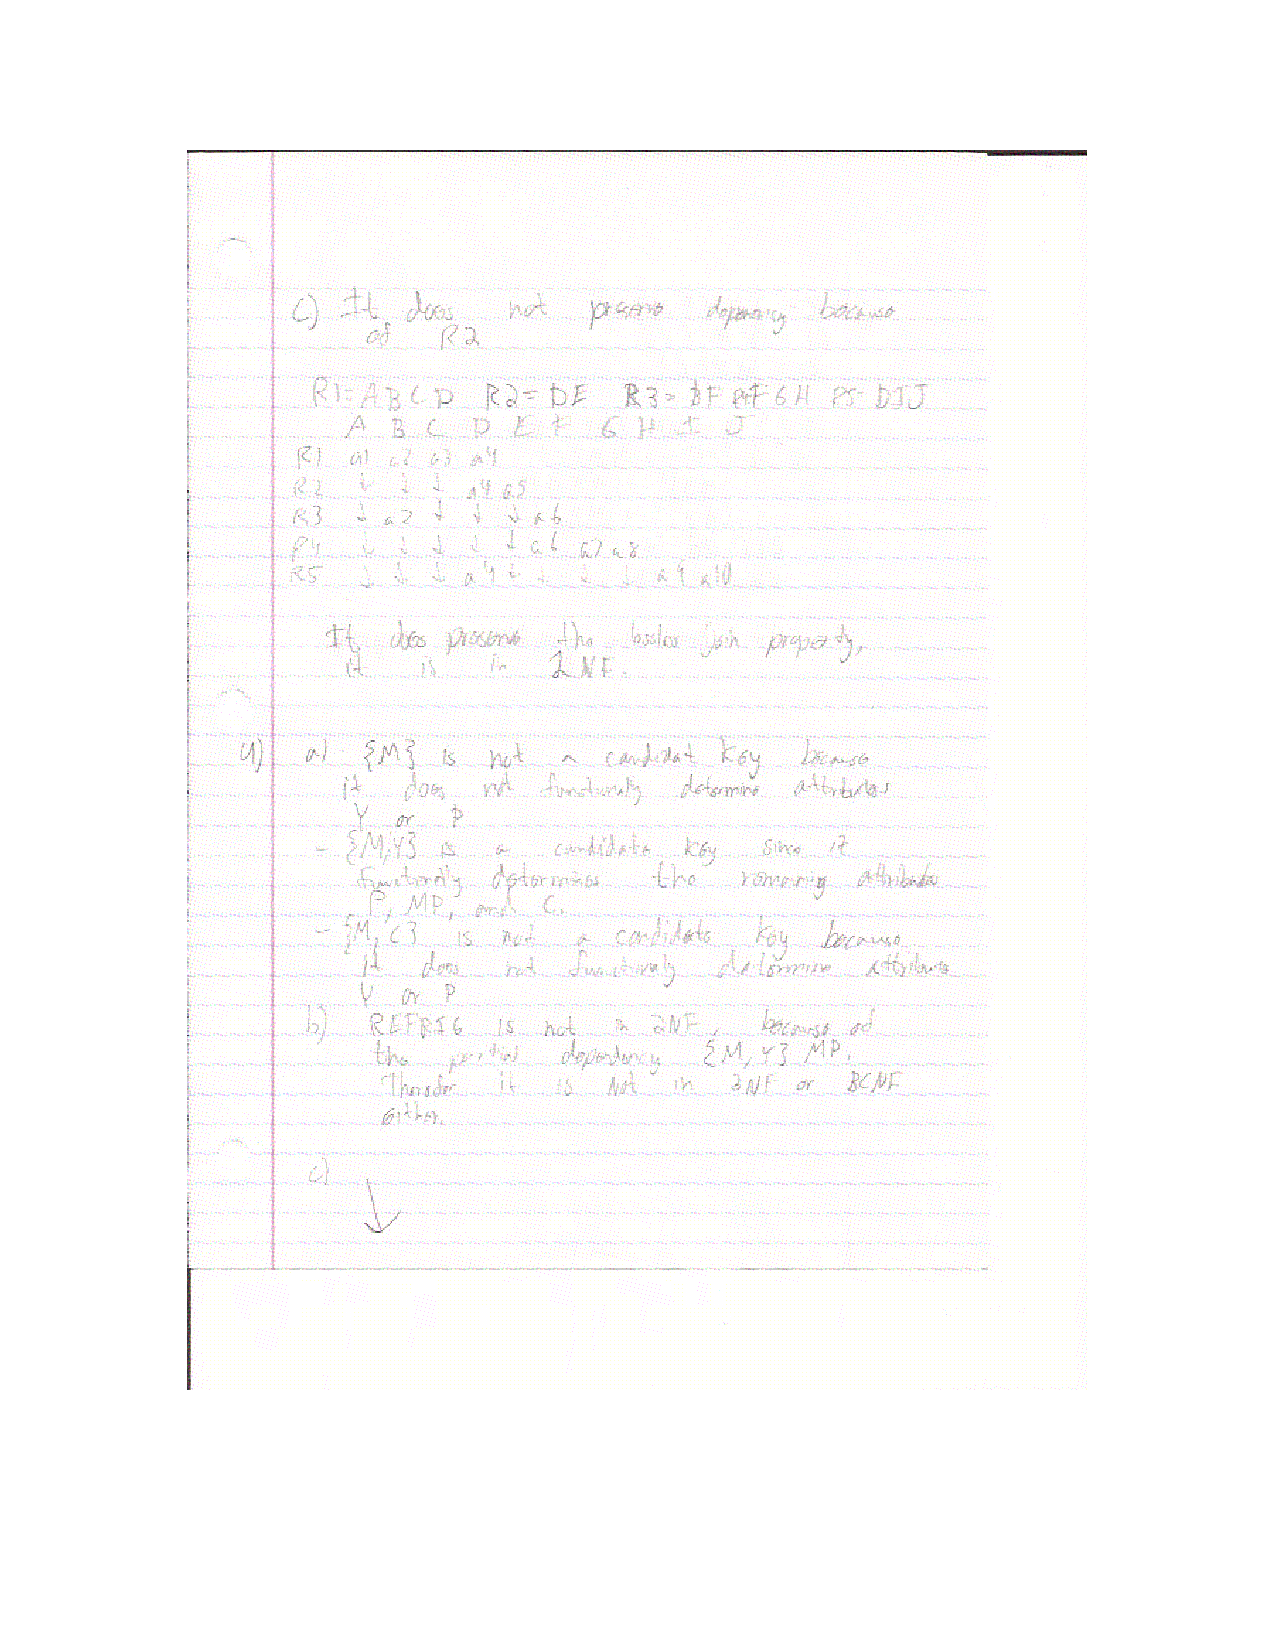 C) It does not preserve dependency because
of R2
R1=ABCD R2=DE R3= BF R4=FGH R5=DIJ
A B C D E F G H I J
R1 a1 a2 a3 a4
R2 ↓ ↓ ↓ a4 a5
R3 ↓ a2 ↓ ↓ ↓ a6
R4 ↓ ↓ ↓ ↓ ↓ a6 a7 a8
R5 ↓ ↓ ↓ a4 ↓ ↓ ↓ ↓ a9 a10
It does preserve the lossless join property,
it is in NF.
4) a) - {M} is not a candidat key because
it does not functionally determine attributes
Y or P
- {M,Y} is a candidate key since it
functionally determines the remaining attributes
P, MP, and C.
- {M, C} is not a candidate key because
it does not functionally determine attributes
Y or P
b) REFRIG is not in 2NF, because of
the partial dependency {M, Y} MP.
it is not in 3NF or BCNF
either.
c) ↓